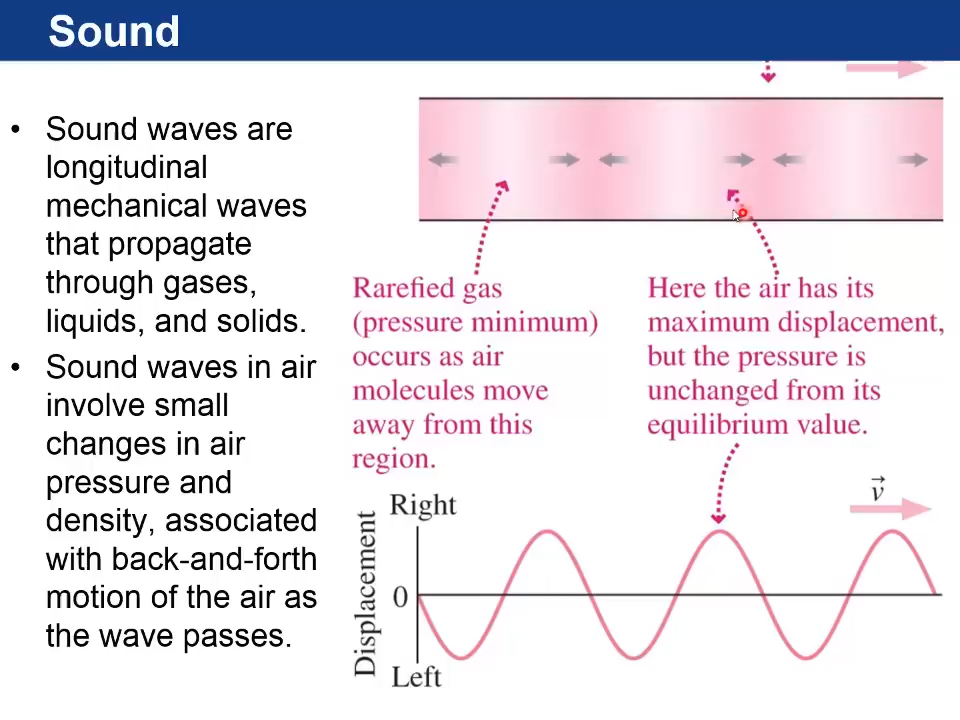 Sound
• Sound waves are
longitudinal
mechanical waves
that propagate
through gases,
liquids, and solids.
• Sound waves in air
involve small
changes in air
pressure and
density, associated
with back-and-forth
motion of the air as
the wave passes.
Rarefied gas
(pressure minimum)
occurs as air
molecules move
away from this
region.
Here the air has its
maximum displacement,
but the pressure is
unchanged from its
equilibrium value.
Right
v⃗
Displacement
0
Left